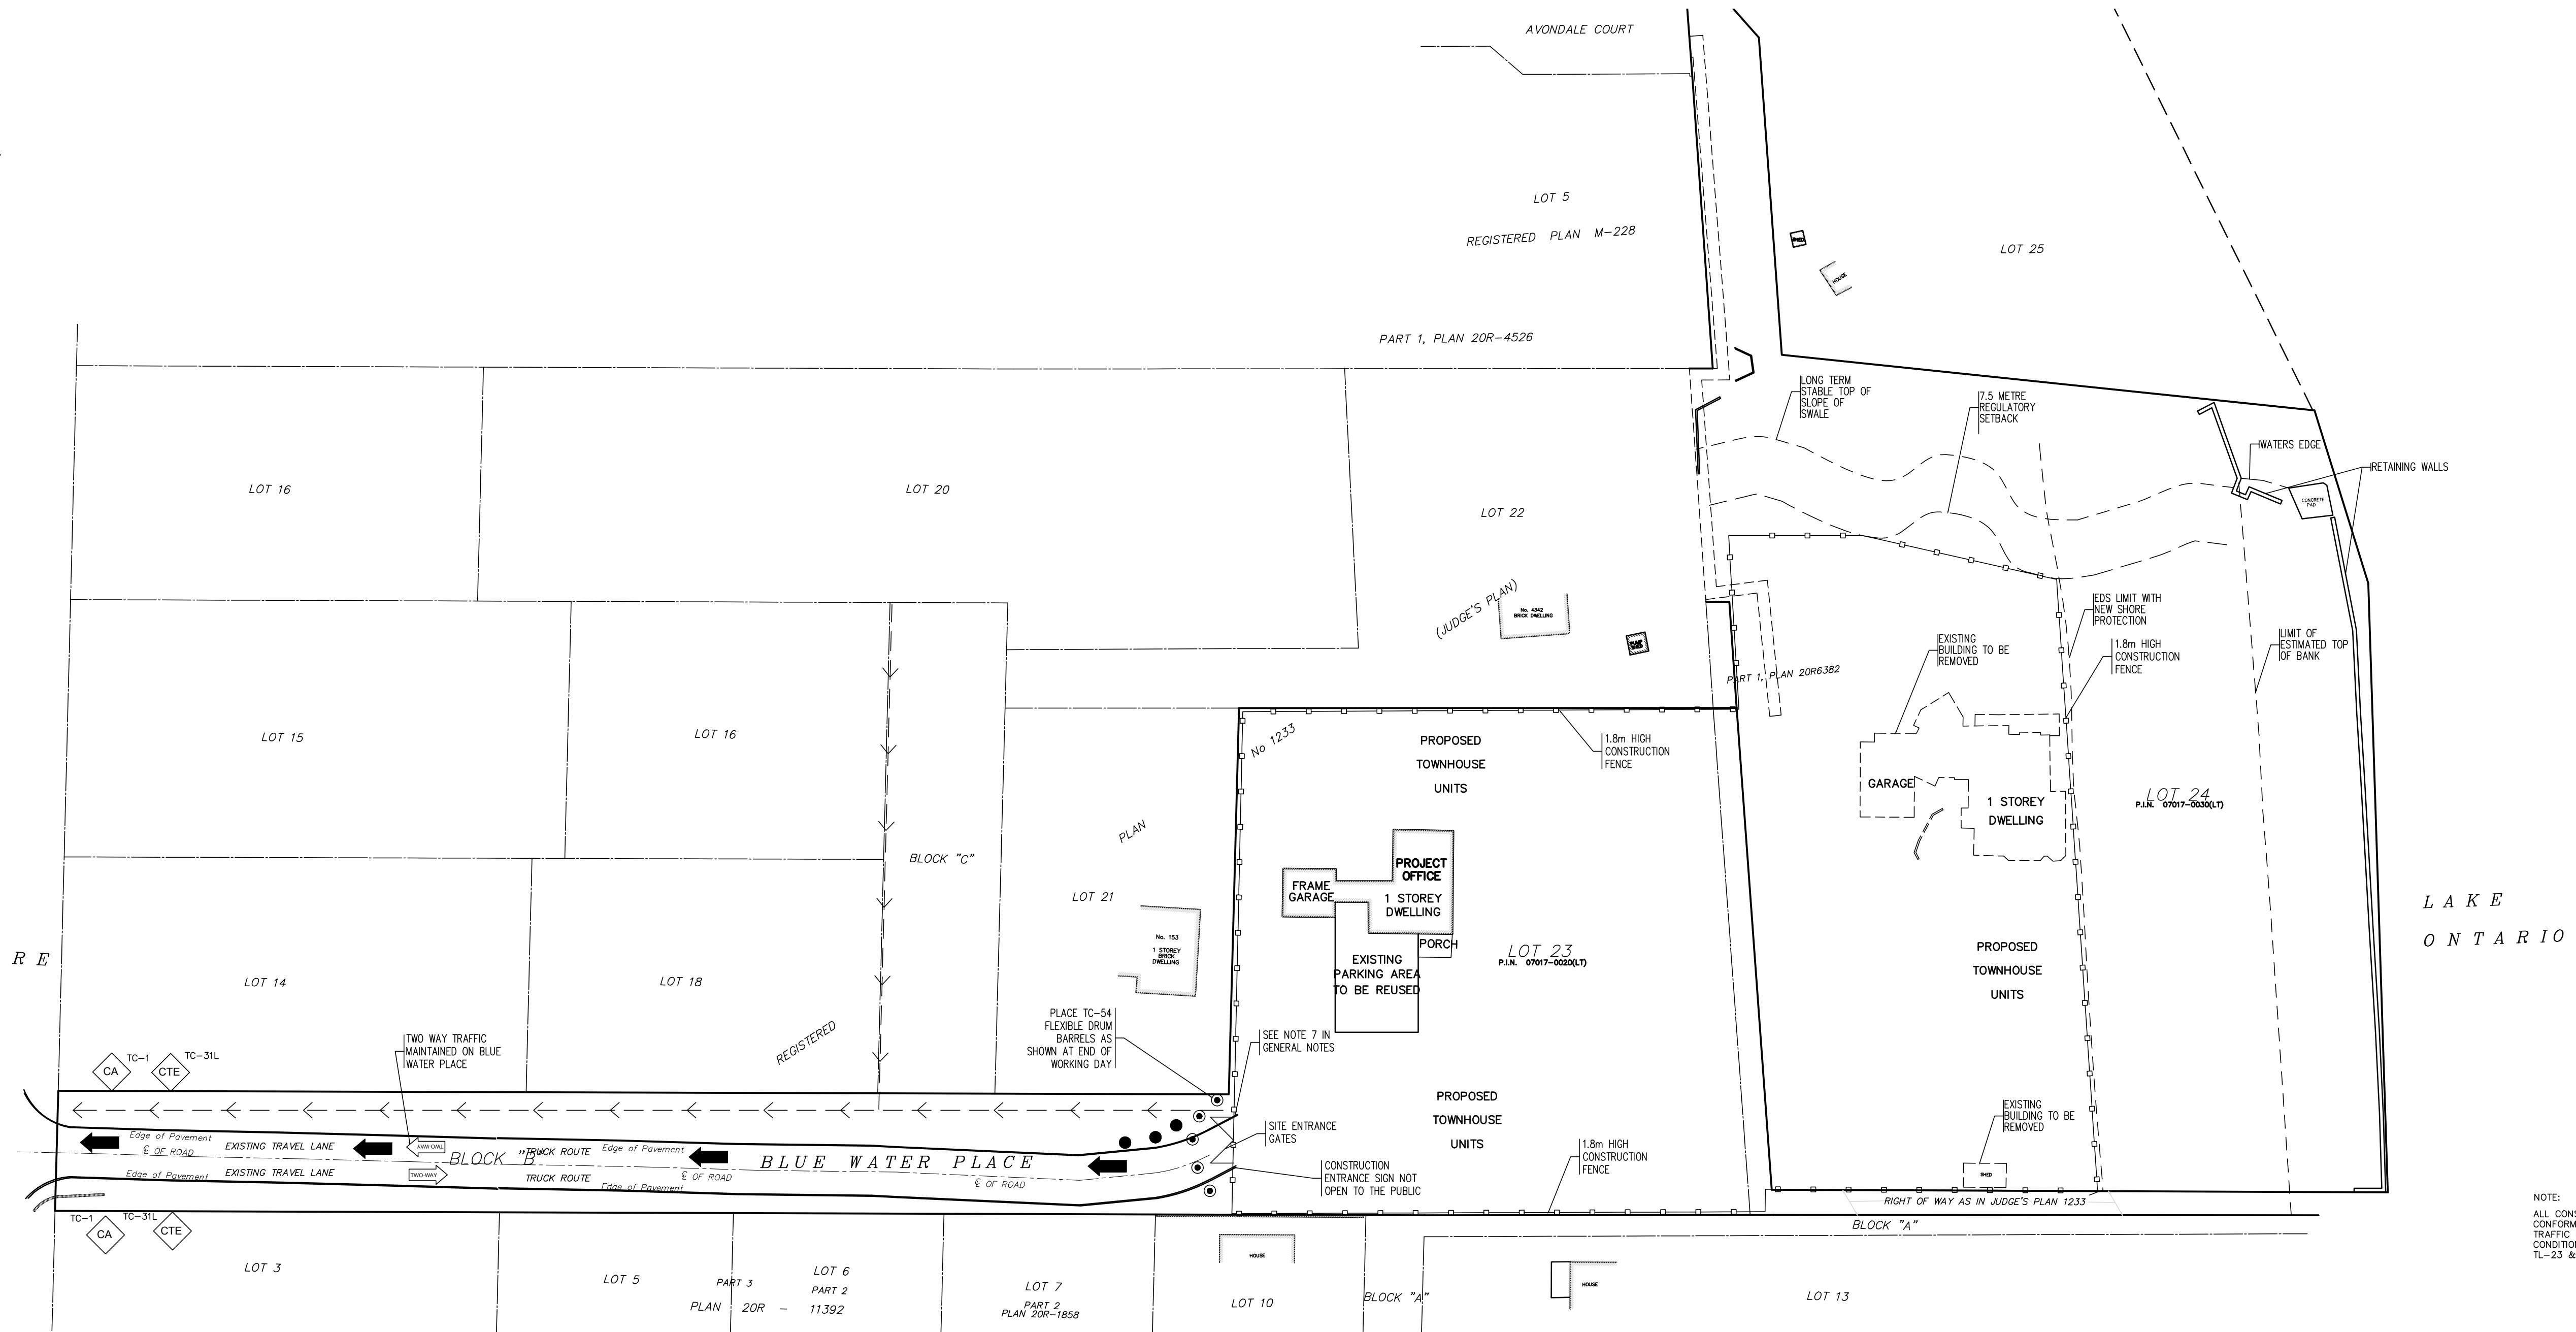 AVONDALE COURT
LOT 5
REGISTERED PLAN M-228
PART 1, PLAN 20R-4526
SHED
HOUSE
LOT 25
LONG TERM
STABLE TOP OF
SLOPE OF
SWALE
7.5 METRE
REGULATORY
SETBACK
WATERS EDGE
RETAINING WALLS
CONCRETE
PAD
LOT 16
LOT 20
LOT 22
(JUDGE'S PLAN)
No. 4342
BRICK DWELLING
PART 1, PLAN 20R6382
EXISTING
BUILDING TO BE
REMOVED
EDS LIMIT WITH
NEW SHORE
PROTECTION
1.8m HIGH
CONSTRUCTION
FENCE
LIMIT OF
ESTIMATED TOP
OF BANK
LOT 15
LOT 16
No 1233
PROPOSED
TOWNHOUSE
UNITS
1.8m HIGH
CONSTRUCTION
FENCE
GARAGE
1 STOREY
DWELLING
LOT 24
P.I.N. 07017-0030(LT)
PLAN
BLOCK "C"
LOT 21
PROJECT
OFFICE
FRAME
GARAGE
1 STOREY
DWELLING
PORCH
EXISTING
PARKING AREA
TO BE REUSED
LOT 23
P.I.N. 07017-0020(LT)
No. 153
1 STOREY
BRICK
DWELLING
PROPOSED
TOWNHOUSE
UNITS
LAKE
ONTARIO
RE
LOT 14
LOT 18
REGISTERED
PLACE TC-54
FLEXIBLE DRUM
BARRELS AS
SHOWN AT END OF
WORKING DAY
SEE NOTE 7 IN
GENERAL NOTES
TWO WAY TRAFFIC
MAINTAINED ON BLUE
WATER PLACE
TC-1
TC-31L
CA
CTE
PROPOSED
TOWNHOUSE
UNITS
EXISTING
BUILDING TO BE
REMOVED
SHED
SITE ENTRANCE
GATES
CONSTRUCTION
ENTRANCE SIGN NOT
OPEN TO THE PUBLIC
1.8m HIGH
CONSTRUCTION
FENCE
Edge of Pavement
EXISTING TRAVEL LANE
TWO-WAY
TRUCK ROUTE
Edge of Pavement
℄ OF ROAD
BLOCK "B"
BLUE WATER PLACE
Edge of Pavement
EXISTING TRAVEL LANE
TWO-WAY
TRUCK ROUTE
Edge of Pavement
℄ OF ROAD
℄ OF ROAD
TC-1
TC-31L
CA
CTE
RIGHT OF WAY AS IN JUDGE'S PLAN 1233
BLOCK "A"
LOT 3
LOT 5
PART 3
LOT 6
PART 2
PLAN 20R - 11392
LOT 7
PART 2
PLAN 20R-1858
HOUSE
LOT 10
BLOCK "A"
HOUSE
LOT 13
NOTE:
ALL CONS
CONFORM
TRAFFIC
CONDITION
TL-23 &